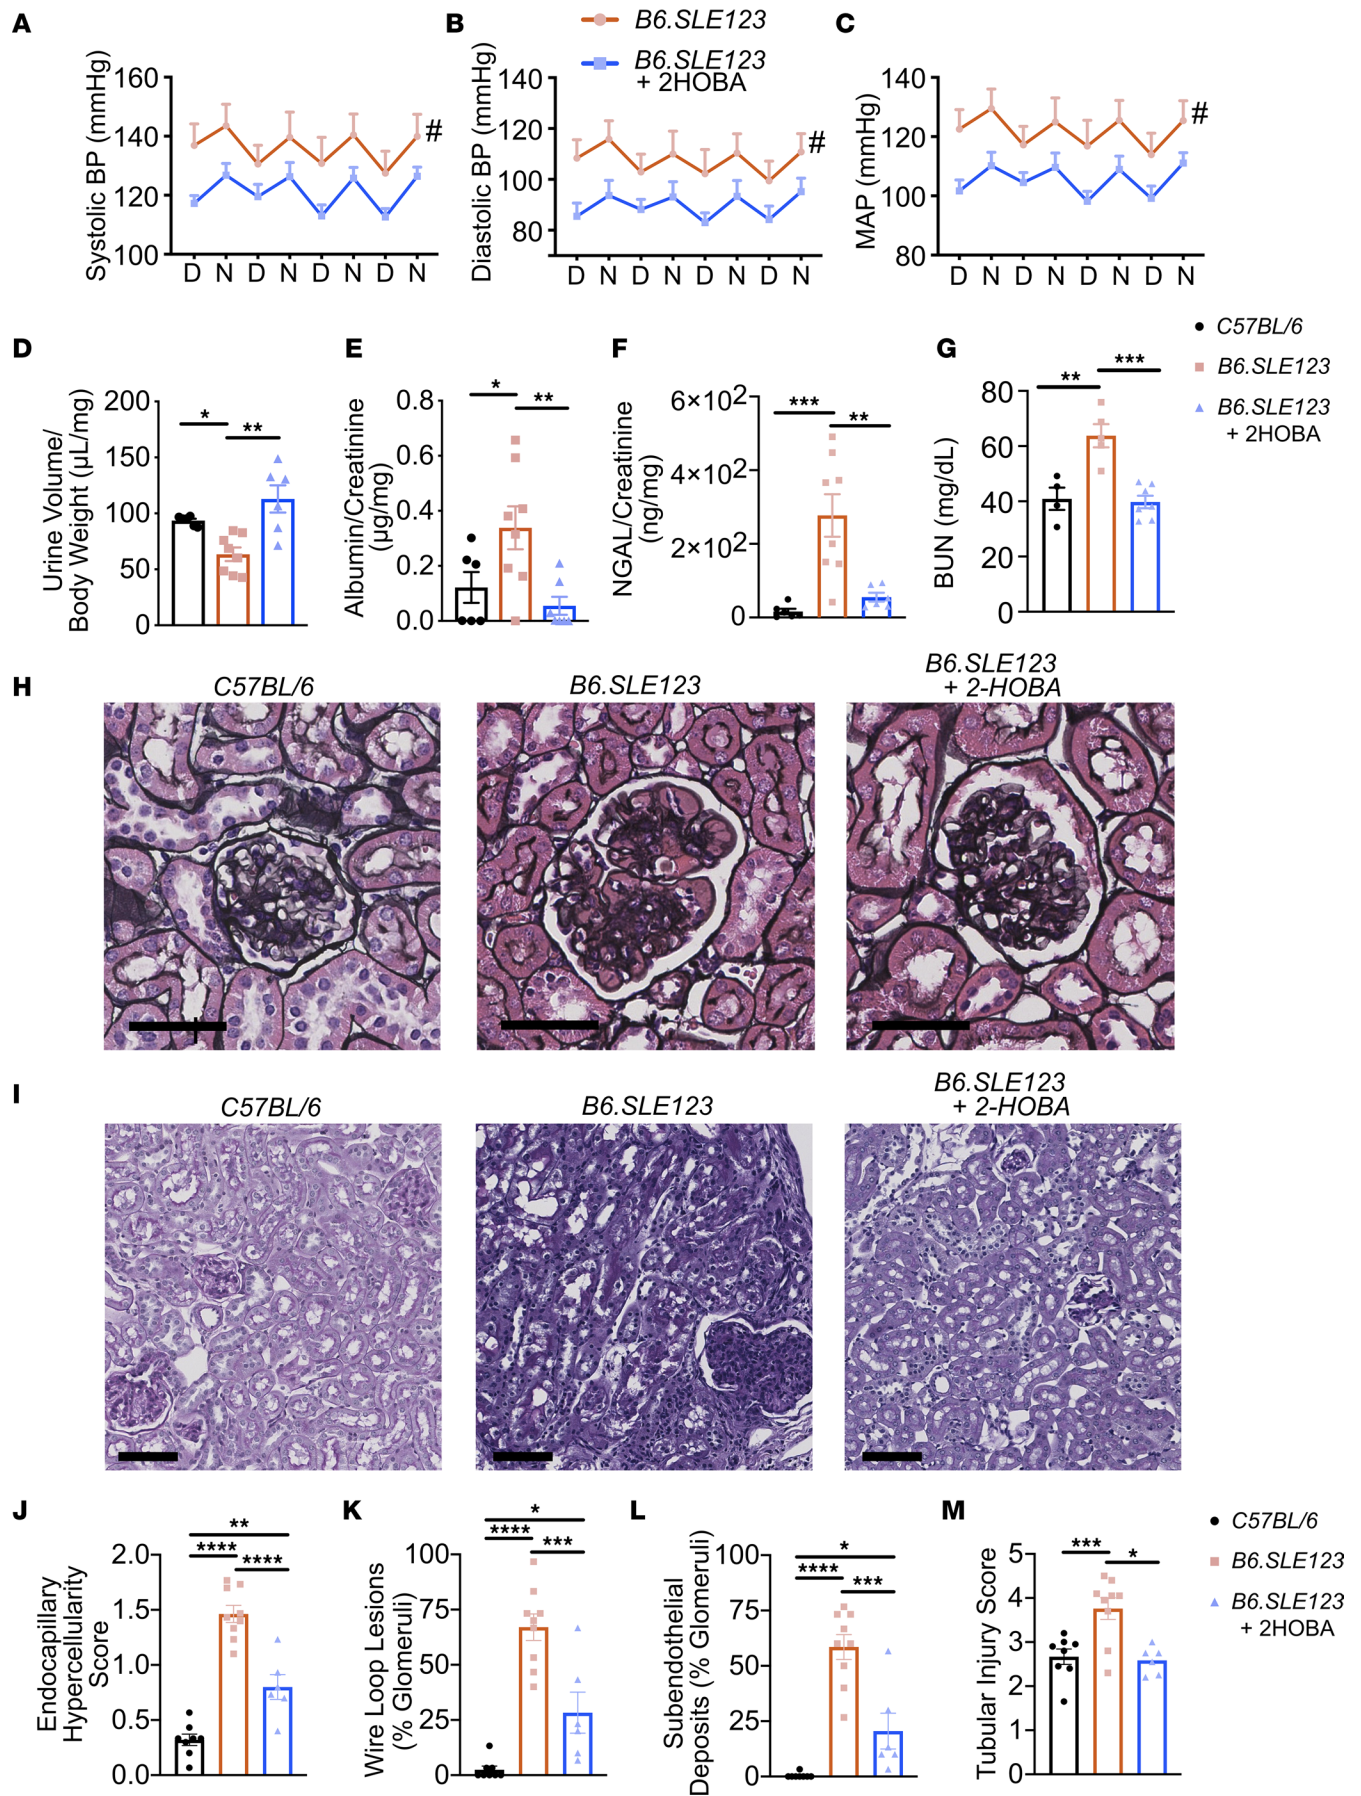 A
B
C
B6.SLE123
B6.SLE123
+ 2HOBA
Systolic BP (mmHg)
160
140
120
100
D N D N D N D N
#
Diastolic BP (mmHg)
140
120
100
80
D N D N D N D N
#
MAP (mmHg)
140
120
100
80
D N D N D N D N
#
C57BL/6
B6.SLE123
B6.SLE123
+ 2HOBA
D
Urine Volume/
Body Weight (µL/mg)
200
150
100
50
0
*
**
E
Albumin/Creatinine
(µg/mg)
0.8
0.6
0.4
0.2
0.0
*
**
F
NGAL/Creatinine
(ng/mg)
6×10²
4×10²
2×10²
0
***
**
G
BUN (mg/dL)
80
60
40
20
0
**
***
H
C57BL/6
B6.SLE123
B6.SLE123
+ 2-HOBA
I
C57BL/6
B6.SLE123
B6.SLE123
+ 2-HOBA
J
Endocapillary
Hypercellularity
Score
2.0
1.5
1.0
0.5
0.0
**
****
****
K
Wire Loop Lesions
(% Glomeruli)
100
75
50
25
0
*
****
***
L
Subendothelial
Deposits (% Glomeruli)
100
75
50
25
0
*
****
***
M
Tubular Injury Score
5
4
3
2
1
0
***
*
C57BL/6
B6.SLE123
B6.SLE123
+ 2HOBA